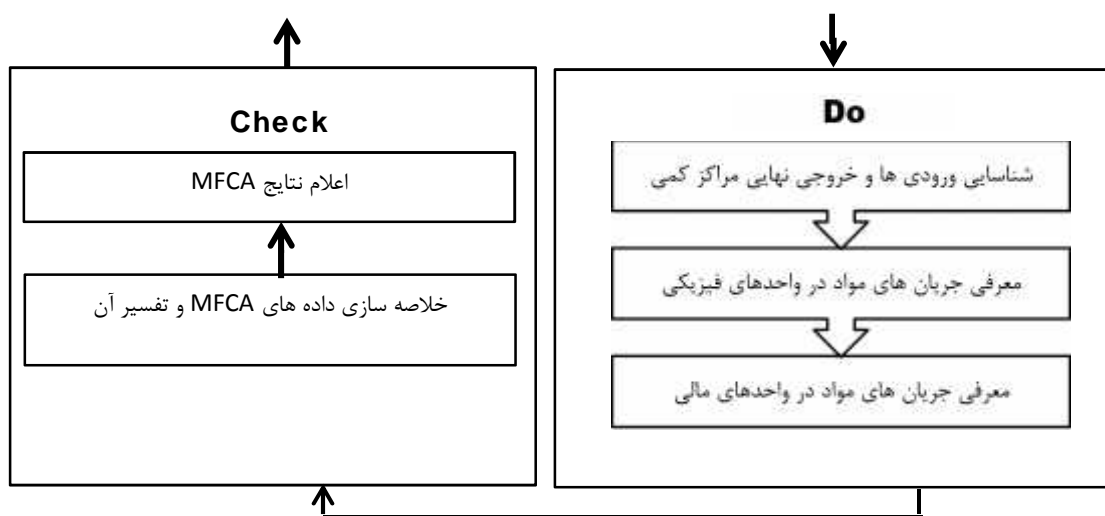 Check
اعلام نتایج MFCA
خلاصه سازی داده های MFCA و تفسیر آن
Do
شناسایی ورودی ها و خروجی نهایی مراکز کمی
معرفی جریان های مواد در واحدهای فیزیکی
معرفی جریان های مواد در واحدهای مالی